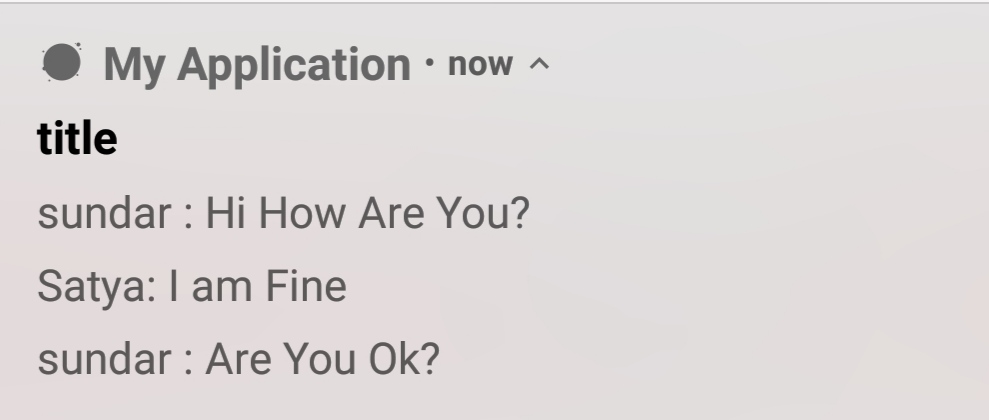 My Application • now
title
sundar : Hi How Are You?
Satya: I am Fine
sundar : Are You Ok?